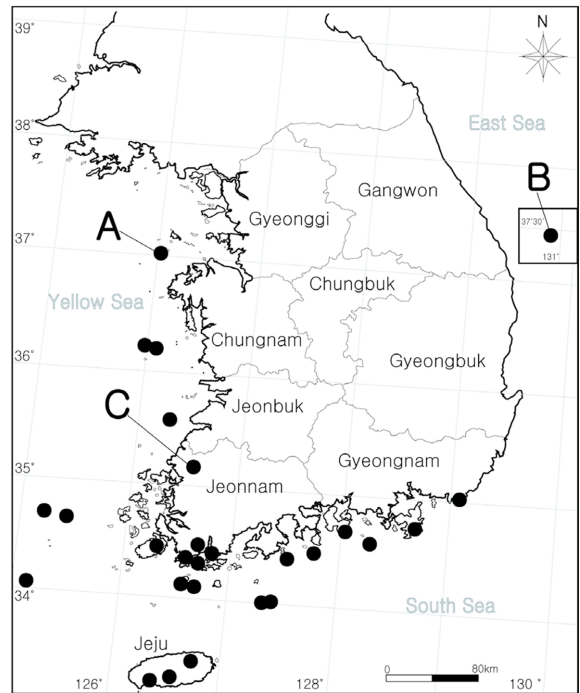 39°
N
38°
East Sea
Gangwon
B
Gyeonggi
A
37°30'
131°
37°
Chungbuk
Yellow Sea
Chungnam
36°
Gyeongbuk
C
Jeonbuk
Gyeongnam
35°
Jeonnam
34°
South Sea
Jeju
0 80km
126° 128° 130°